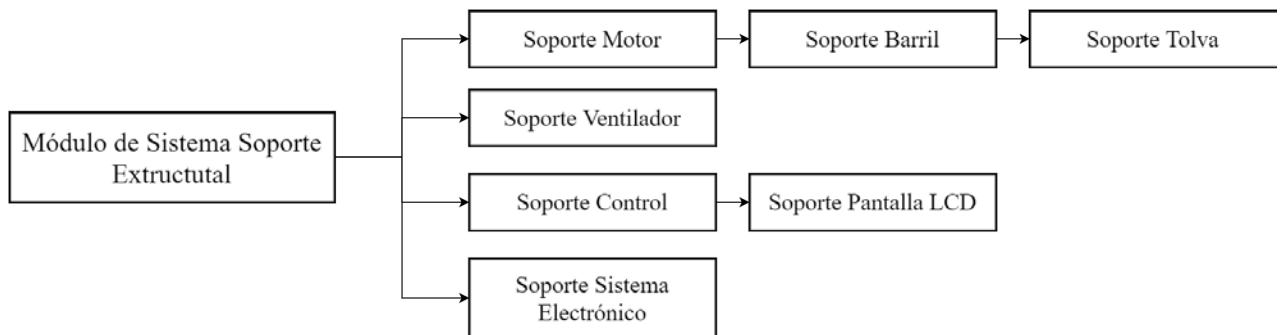 Soporte Motor
Soporte Barril
Soporte Tolva
Soporte Ventilador
Módulo de Sistema Soporte
Extructutal
Soporte Control
Soporte Pantalla LCD
Soporte Sistema
Electrónico